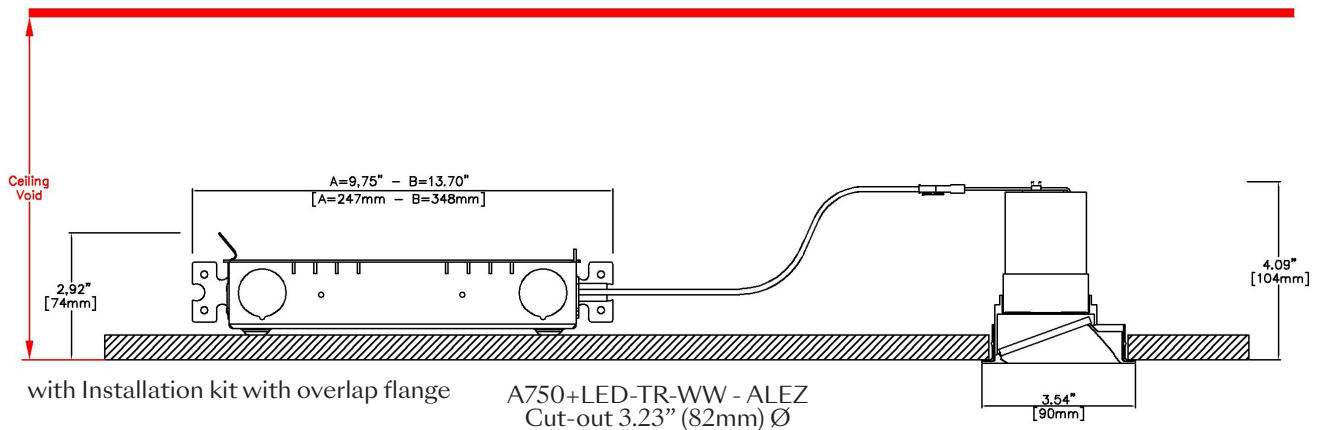 Ceiling
Void
A=9,75" - B=13.70"
[A=247mm - B=348mm]
2,92"
[74mm]
4.09"
[104mm]
with Installation kit with overlap flange
A750+LED-TR-WW - ALEZ
Cut-out 3.23” (82mm) Ø
3.54"
[90mm]